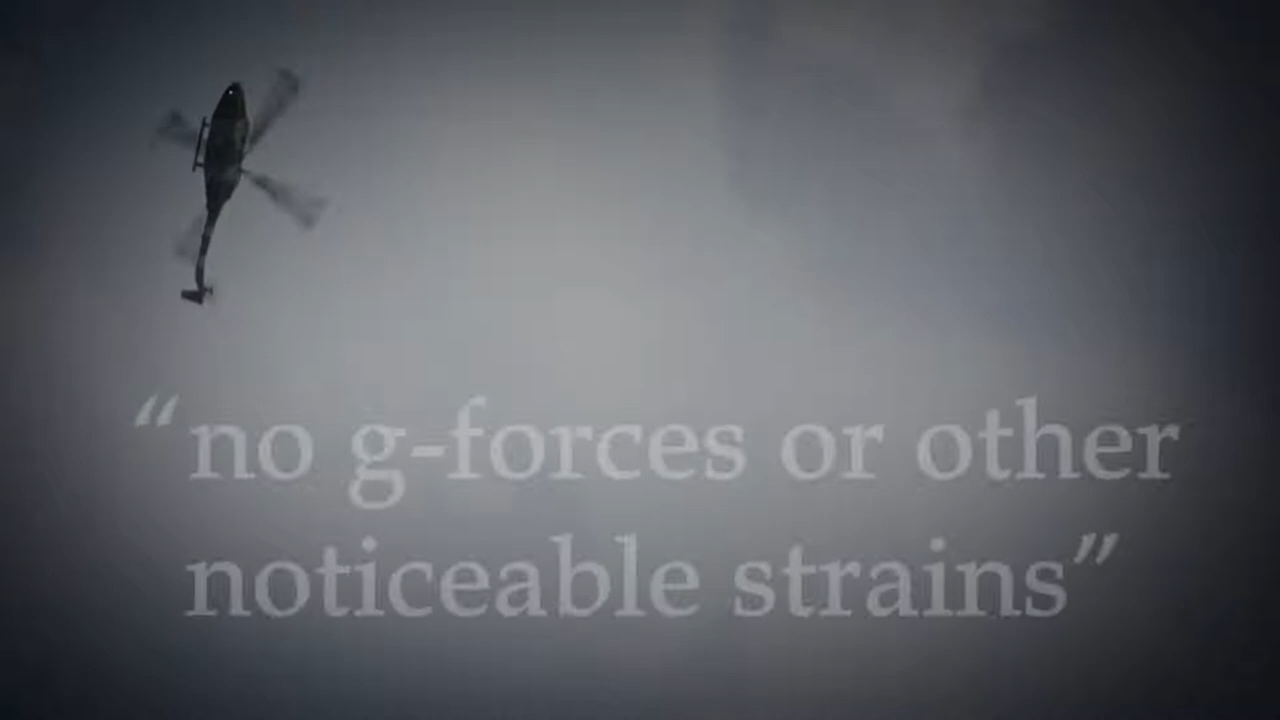 “no g-forces or other
noticeable strains”